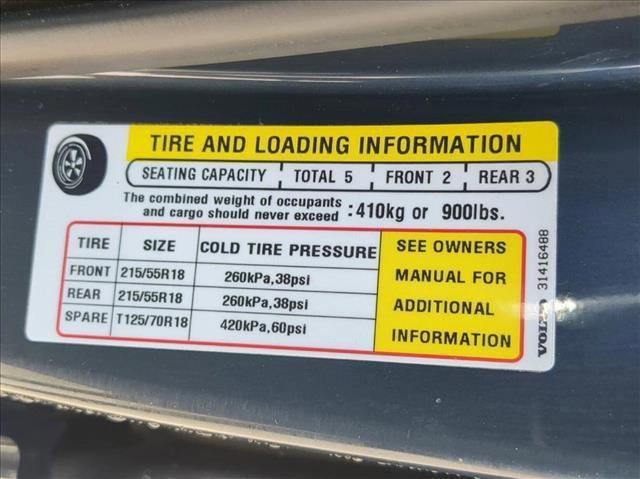 TIRE AND LOADING INFORMATION
SEATING CAPACITY TOTAL 5 FRONT 2 REAR 3
The combined weight of occupants
and cargo should never exceed :410kg or 900lbs.
TIRE SIZE COLD TIRE PRESSURE
FRONT 215/55R18 260kPa,38psi
REAR 215/55R18 260kPa,38psi
SPARE T125/70R18 420kPa,60psi
SEE OWNERS
MANUAL FOR
ADDITIONAL
INFORMATION
VOLVO 31416488